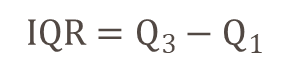 IQR = Q₃ − Q₁